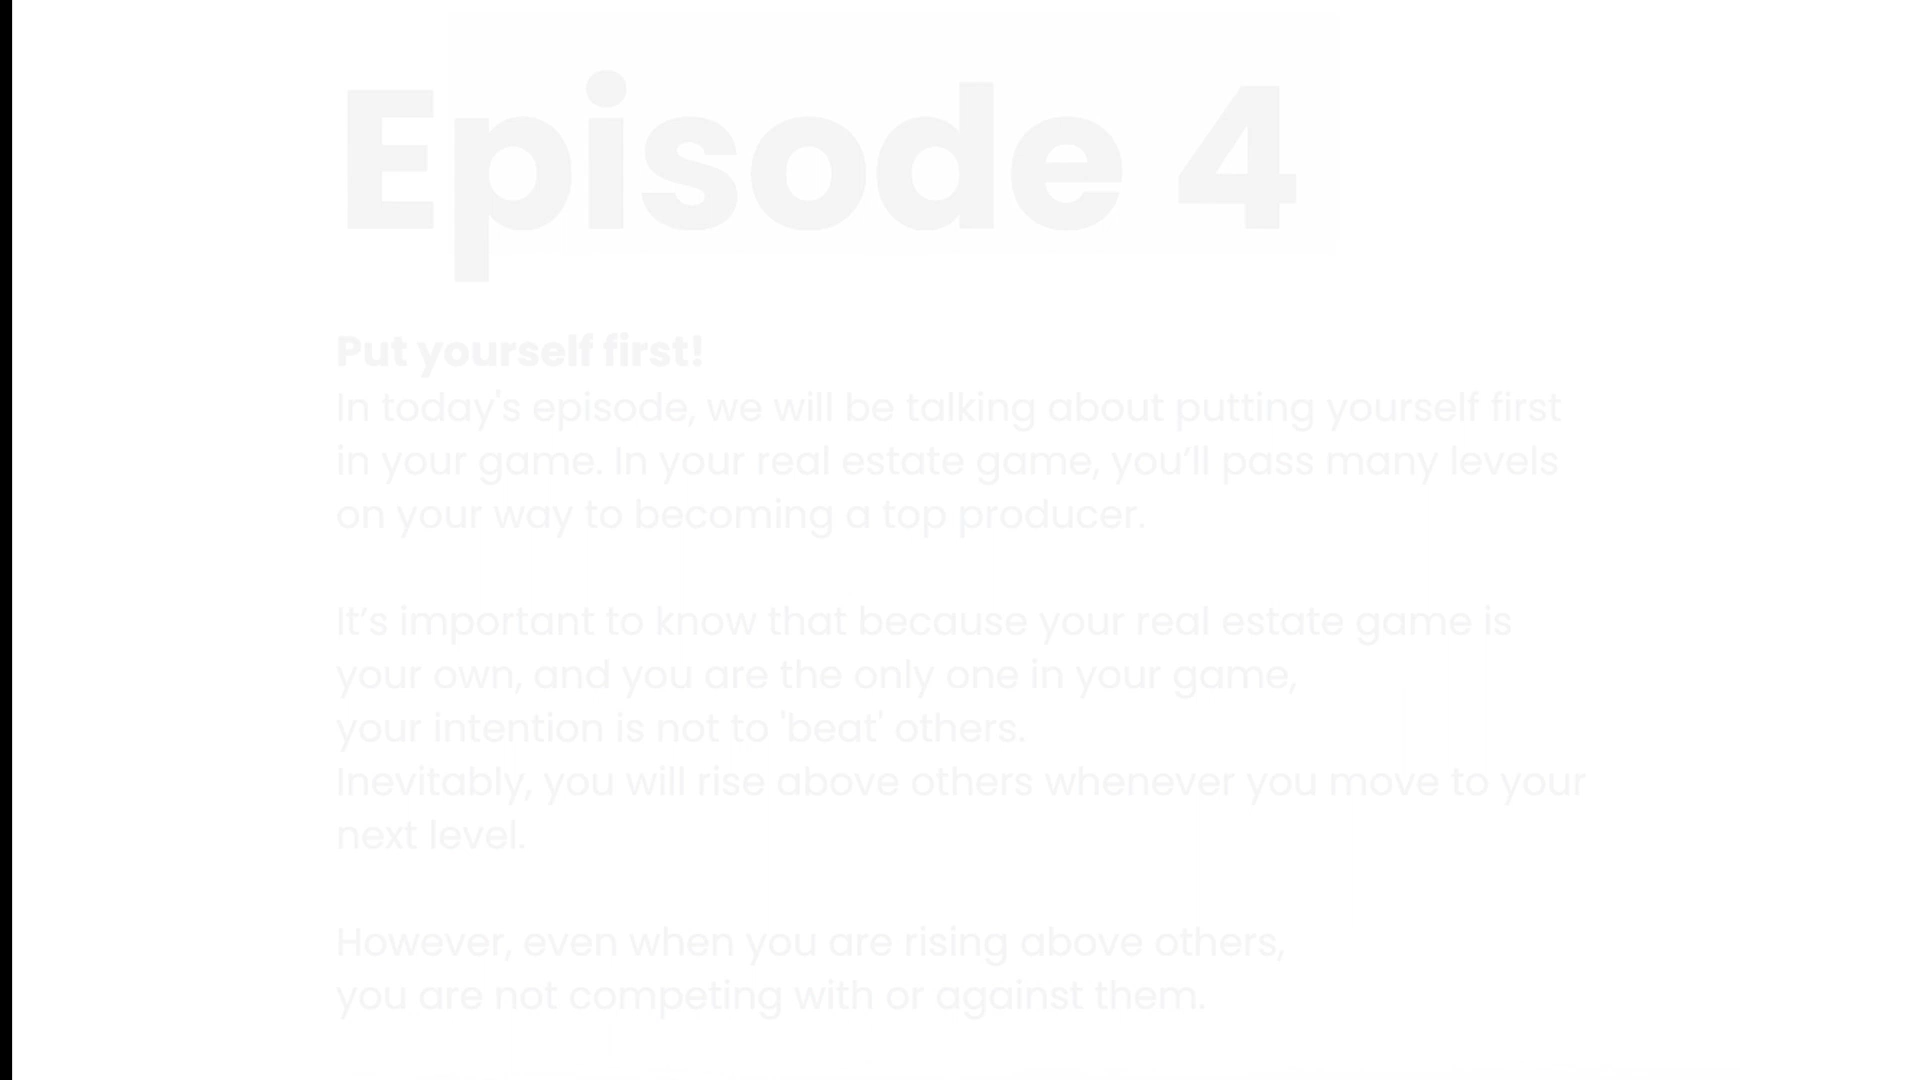 Episode 4
Put yourself first!
In today's episode, we will be talking about putting yourself first
in your game. In your real estate game, you’ll pass many levels
on your way to becoming a top producer.
It’s important to know that because your real estate game is
your own, and you are the only one in your game,
your intention is not to 'beat' others.
Inevitably, you will rise above others whenever you move to your
next level.
However, even when you are rising above others,
you are not competing with or against them.